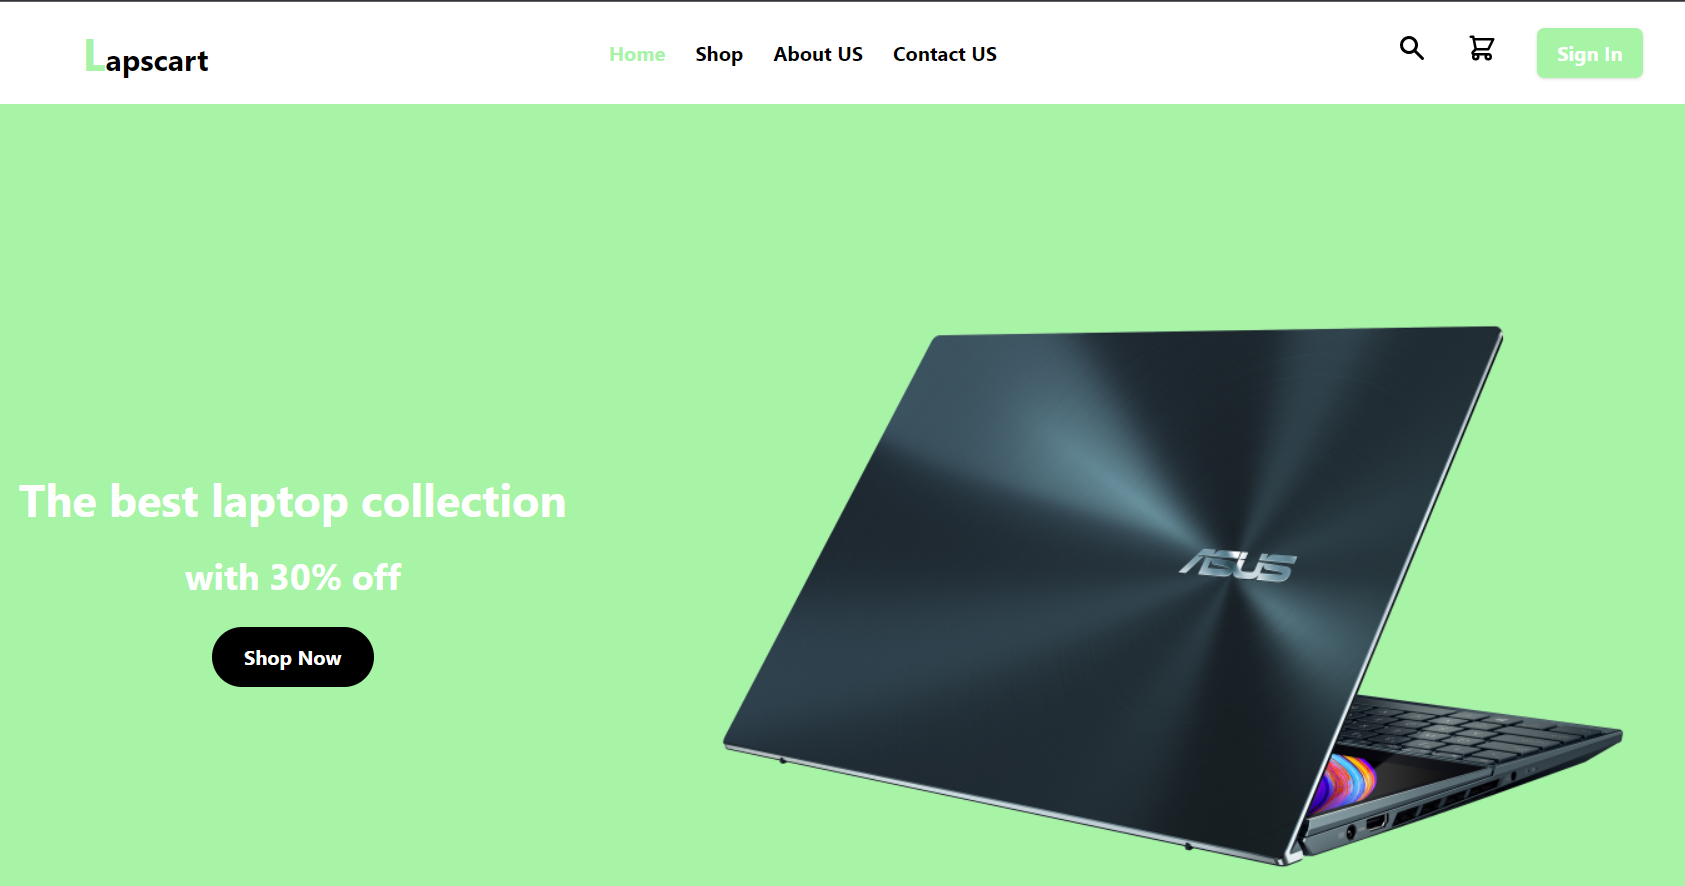 Lapscart
Home Shop About US Contact US
Sign In
The best laptop collection
with 30% off
Shop Now
ASUS